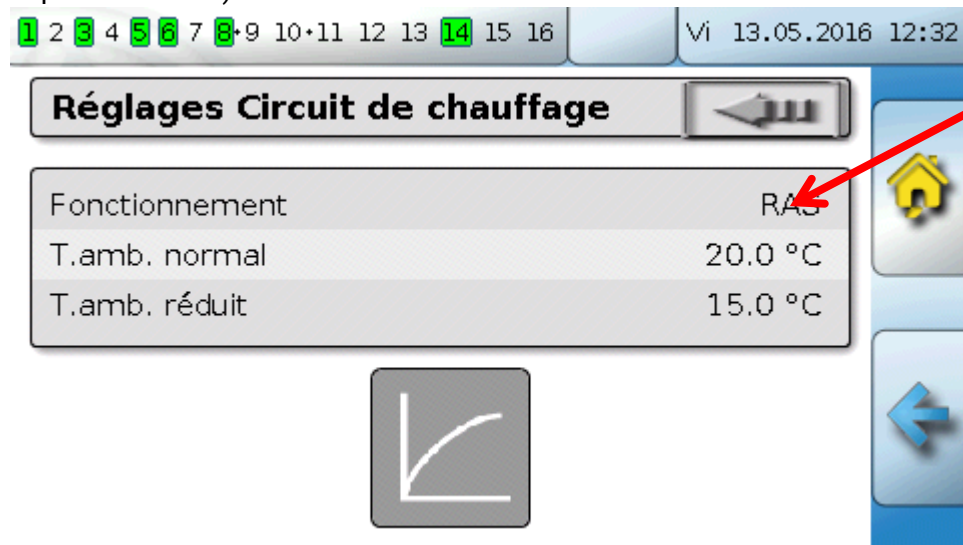 1 2 3 4 5 6 7 8•9 10•11 12 13 14 15 16 Vi 13.05.2016 12:32
Réglages Circuit de chauffage
Fonctionnement RAS
T.amb. normal 20.0 °C
T.amb. réduit 15.0 °C